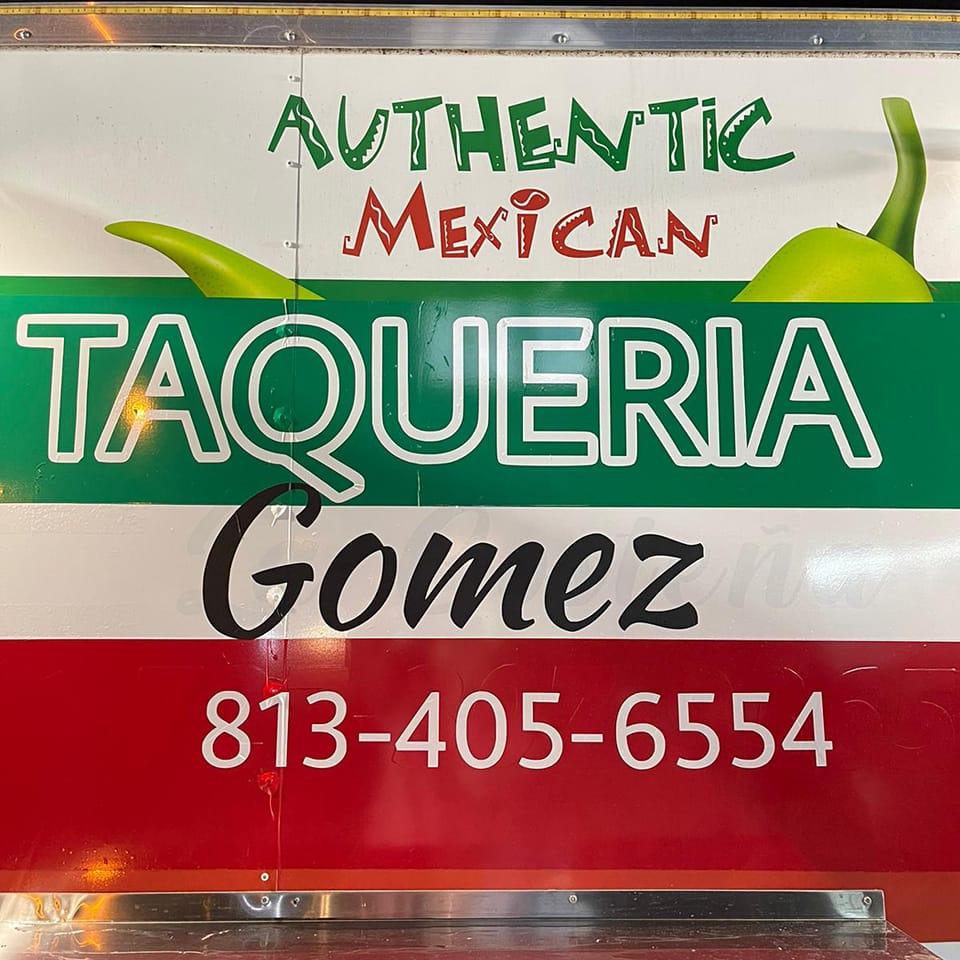 AUTHENTIC
MEXICAN
TAQUERIA
Gomez
813-405-6554